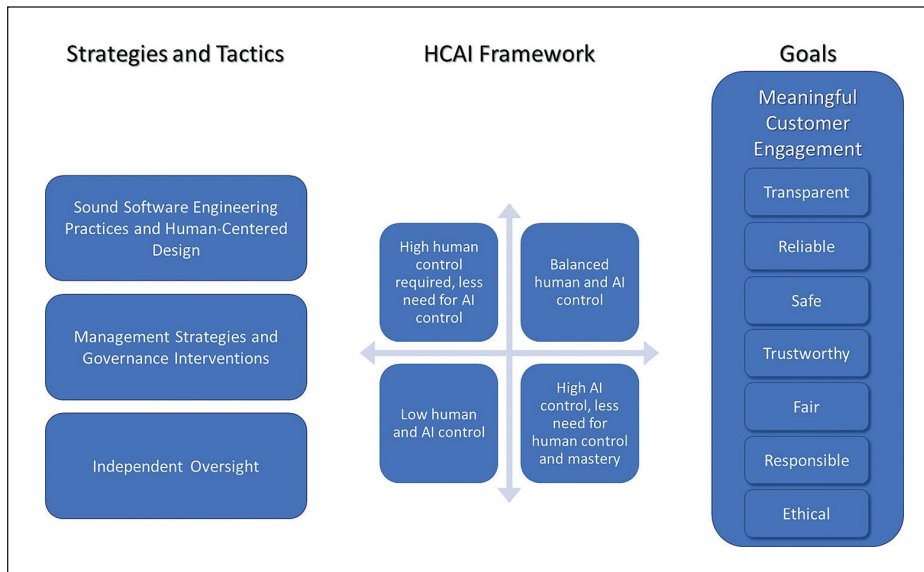 Strategies and Tactics
HCAI Framework
Goals
Sound Software Engineering
Practices and Human-Centered
Design
Management Strategies and
Governance Interventions
Independent Oversight
High human
control
required, less
need for AI
control
Balanced
human and AI
control
Low human
and AI control
High AI
control, less
need for
human control
and mastery
Meaningful
Customer
Engagement
Transparent
Reliable
Safe
Trustworthy
Fair
Responsible
Ethical